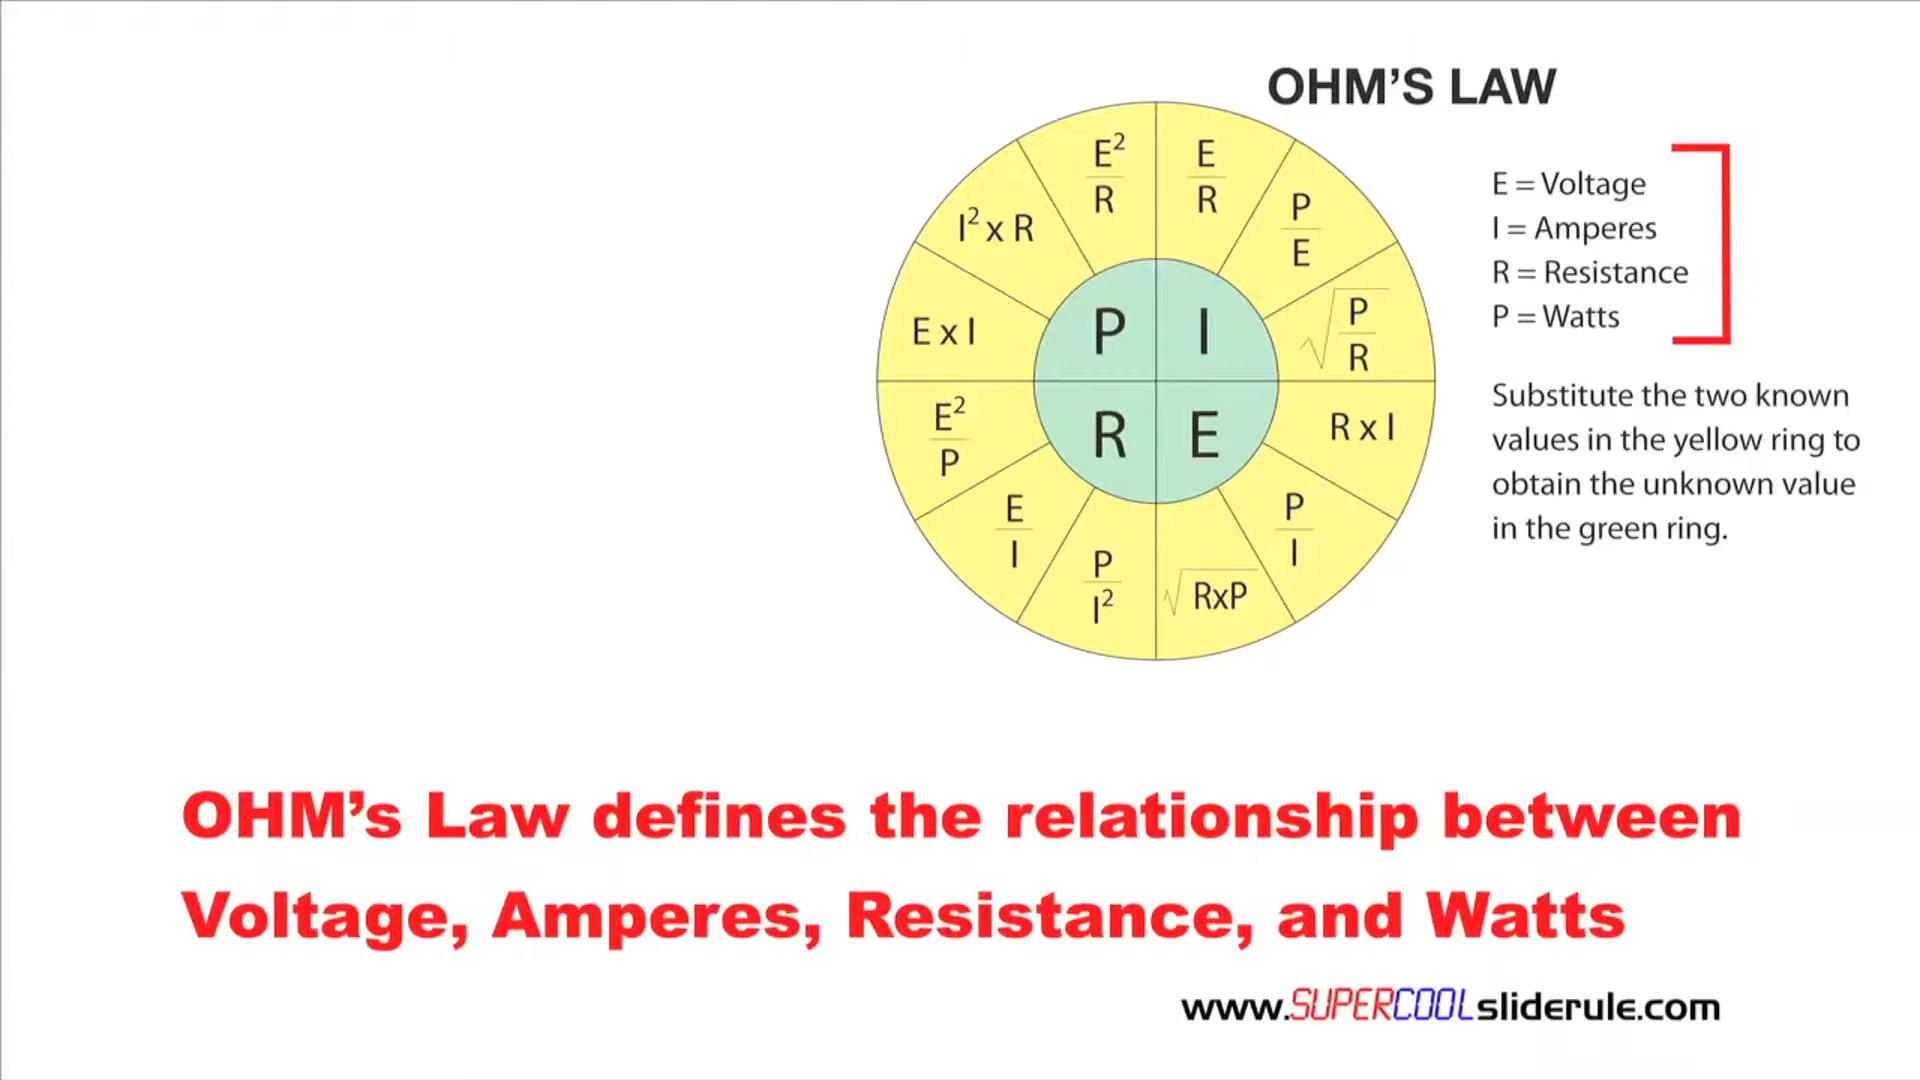 OHM'S LAW
E = Voltage
I = Amperes
R = Resistance
P = Watts
Substitute the two known
values in the yellow ring to
obtain the unknown value
in the green ring.
E²
R
E
R
P
E
√P
R
R x I
P
I
√RxP
P
I²
E
I
E²
P
E x I
I² x R
P
I
R
E
OHM's Law defines the relationship between
Voltage, Amperes, Resistance, and Watts
www.SUPERCOOLsliderule.com